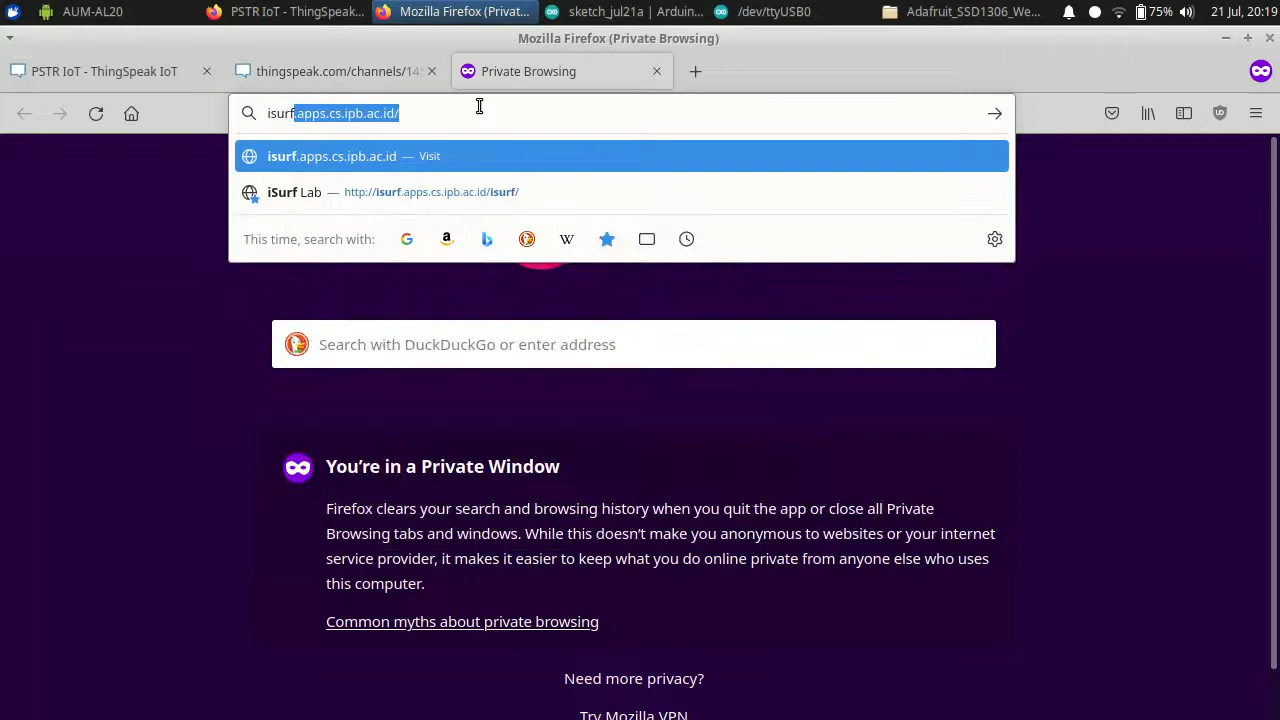 AUM-AL20
PSTR IoT - ThingSpeak...
Mozilla Firefox (Privat...
sketch_jul21a | Arduin...
/dev/ttyUSB0
Adafruit_SSD1306_We...
75%
21 Jul, 20:19
Mozilla Firefox (Private Browsing)
PSTR IoT - ThingSpeak IoT
thingspeak.com/channels/14
Private Browsing
isurf.apps.cs.ipb.ac.id/
isurf.apps.cs.ipb.ac.id — Visit
iSurf Lab — http://isurf.apps.cs.ipb.ac.id/isurf/
This time, search with:
Search with DuckDuckGo or enter address
You’re in a Private Window
Firefox clears your search and browsing history when you quit the app or close all Private
Browsing tabs and windows. While this doesn’t make you anonymous to websites or your internet
service provider, it makes it easier to keep what you do online private from anyone else who uses
this computer.
Common myths about private browsing
Need more privacy?
Try Mozilla VPN